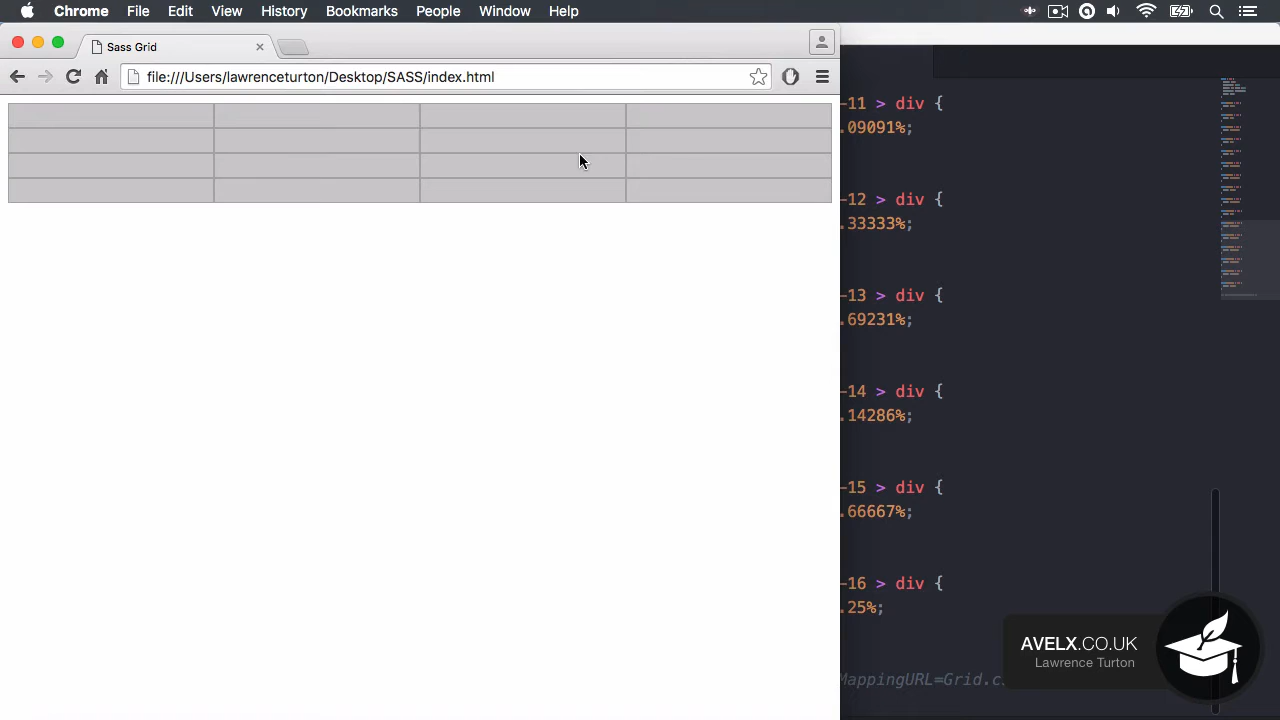 Chrome File Edit View History Bookmarks People Window Help
Sass Grid
file:///Users/lawrenceturton/Desktop/SASS/index.html
-11 > div {
.09091%;
-12 > div {
.33333%;
-13 > div {
.69231%;
-14 > div {
.14286%;
-15 > div {
.66667%;
-16 > div {
.25%;
MappingURL=Grid.c
AVELX.CO.UK
Lawrence Turton